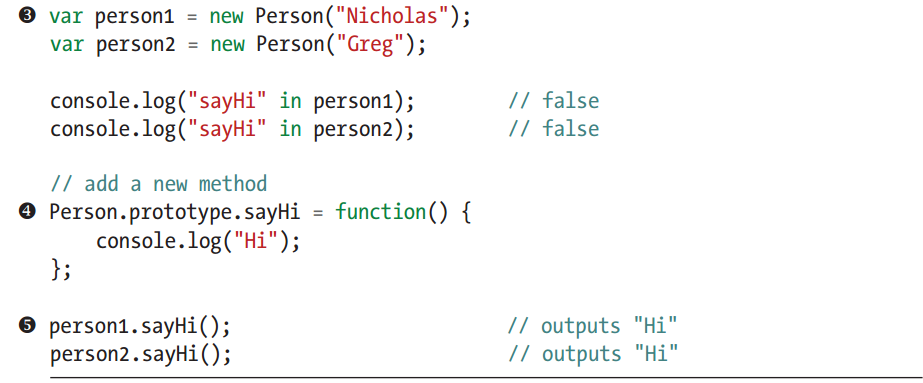 ❸ var person1 = new Person("Nicholas");
var person2 = new Person("Greg");
console.log("sayHi" in person1); // false
console.log("sayHi" in person2); // false
// add a new method
❹ Person.prototype.sayHi = function() {
console.log("Hi");
};
❺ person1.sayHi(); // outputs "Hi"
person2.sayHi(); // outputs "Hi"